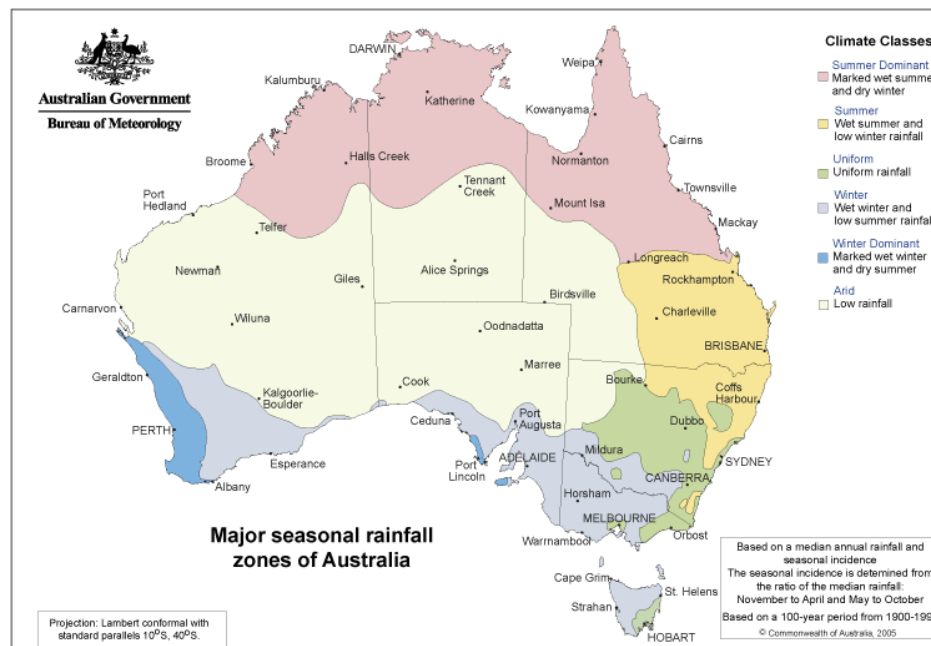 Australian Government
Bureau of Meteorology
DARWIN
Kalumburu
Katherine
Weipa
Kowanyama
Cairns
Broome
Halls Creek
Normanton
Port
Hedland
Tennant
Creek
Townsville
Mount Isa
Mackay
Telfer
Newman
Giles
Alice Springs
Longreach
Rockhampton
Carnarvon
Birdsville
Charleville
Wiluna
Oodnadatta
BRISBANE
Geraldton
Kalgoorlie-
Boulder
Cook
Marree
Bourke
Coffs
Harbour
PERTH
Ceduna
Port
Augusta
Dubbo
Esperance
Port
Lincoln
ADELAIDE
Mildura
SYDNEY
Albany
CANBERRA
Horsham
MELBOURNE
Orbost
Warrnambool
Cape Grim
St. Helens
Strahan
HOBART
Climate Classes
Summer Dominant
Marked wet summe
and dry winter
Summer
Wet summer and
low winter rainfall
Uniform
Uniform rainfall
Winter
Wet winter and
low summer rainfal
Winter Dominant
Marked wet winter
and dry summer
Arid
Low rainfall
Major seasonal rainfall
zones of Australia
Projection: Lambert conformal with
standard parallels 10°S, 40°S.
Based on a median annual rainfall and
seasonal incidence
The seasonal incidence is detemined from
the ratio of the median rainfall:
November to April and May to October
Based on a 100-year period from 1900-199
© Commonwealth of Australia, 2005